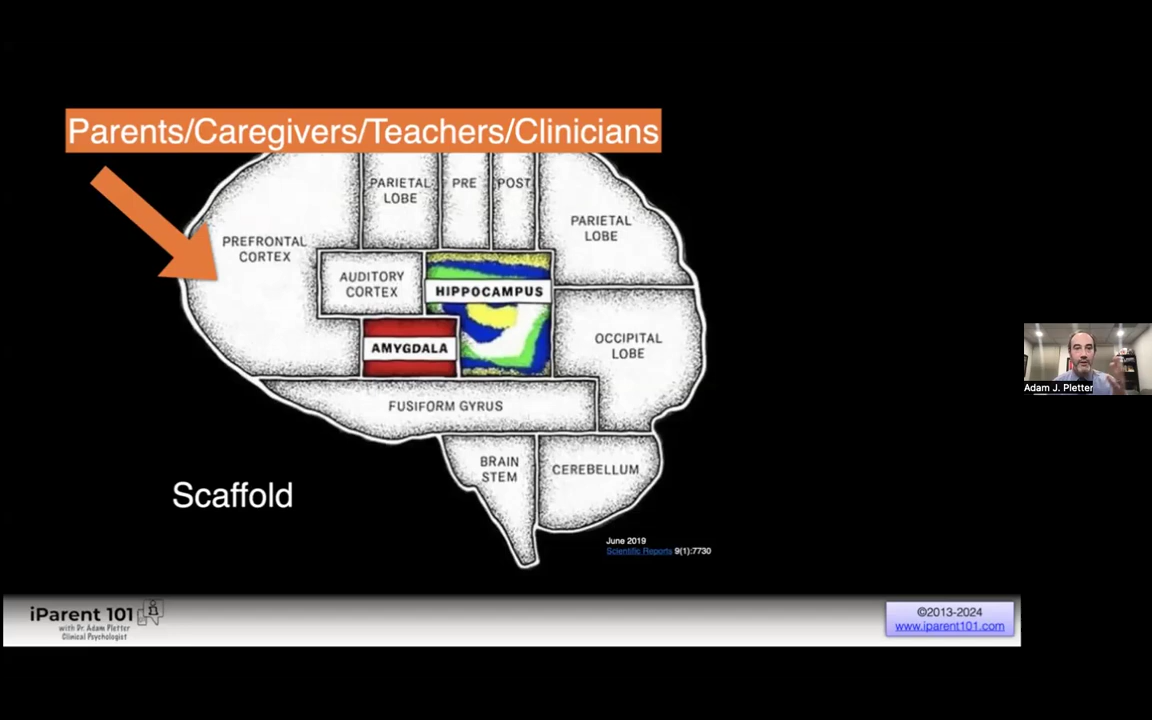 Parents/Caregivers/Teachers/Clinicians
PARIETAL
LOBE
PRE
POST
PARIETAL
LOBE
PREFRONTAL
CORTEX
AUDITORY
CORTEX
HIPPOCAMPUS
AMYGDALA
OCCIPITAL
LOBE
FUSIFORM GYRUS
BRAIN
STEM
CEREBELLUM
Scaffold
June 2019
Scientific Reports 9(1):7730
iParent 101
with Dr. Adam Pletter
Clinical Psychologist
©2013-2024
www.iparent101.com
Adam J. Pletter